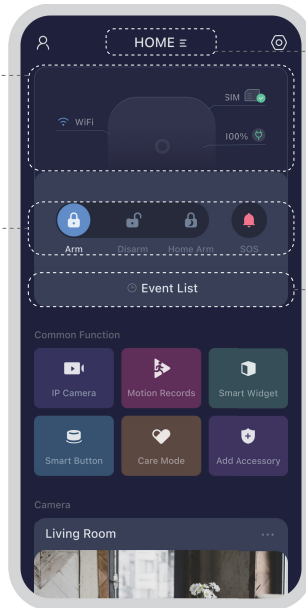 HOME
SIM
WiFi
100%
Arm Disarm Home Arm SOS
Event List
Common Function
IP Camera Motion Records Smart Widget
Smart Button Care Mode Add Accessory
Camera
Living Room